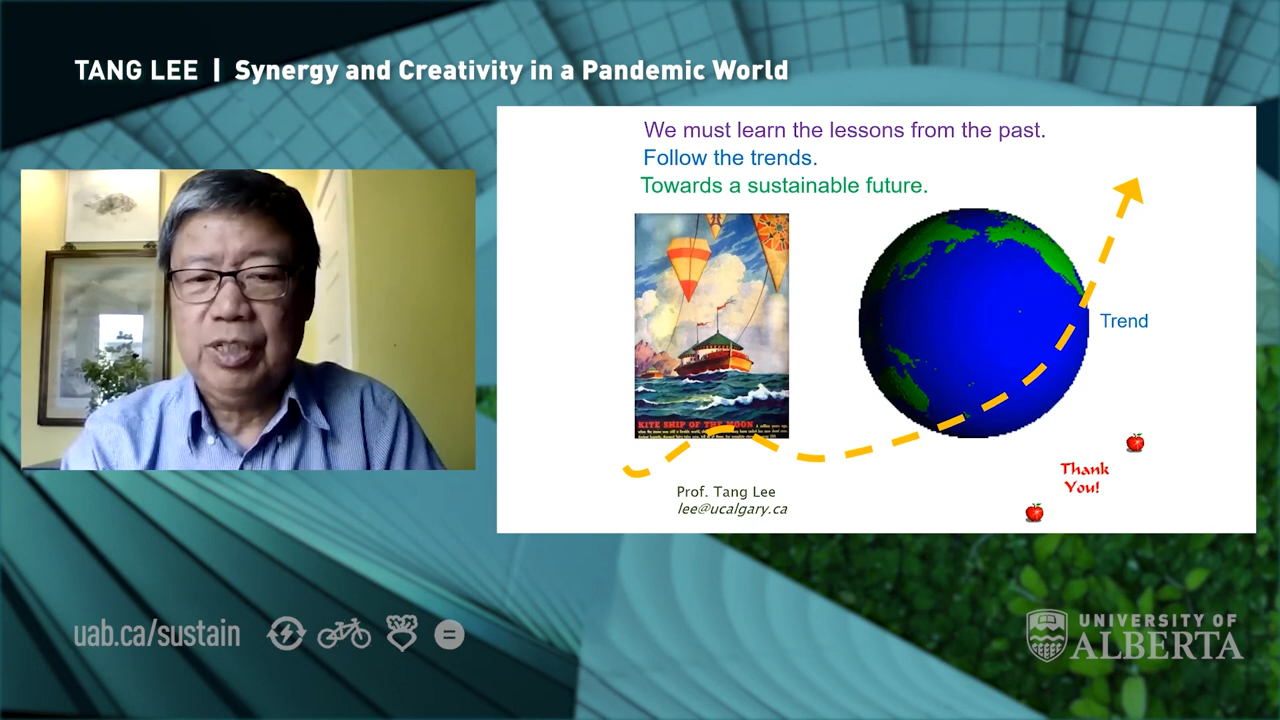 TANG LEE | Synergy and Creativity in a Pandemic World
We must learn the lessons from the past.
Follow the trends.
Towards a sustainable future.
Trend
KITE SHIP OF THE MOON
Thank
You!
Prof. Tang Lee
lee@ucalgary.ca
uab.ca/sustain
UNIVERSITY OF
ALBERTA